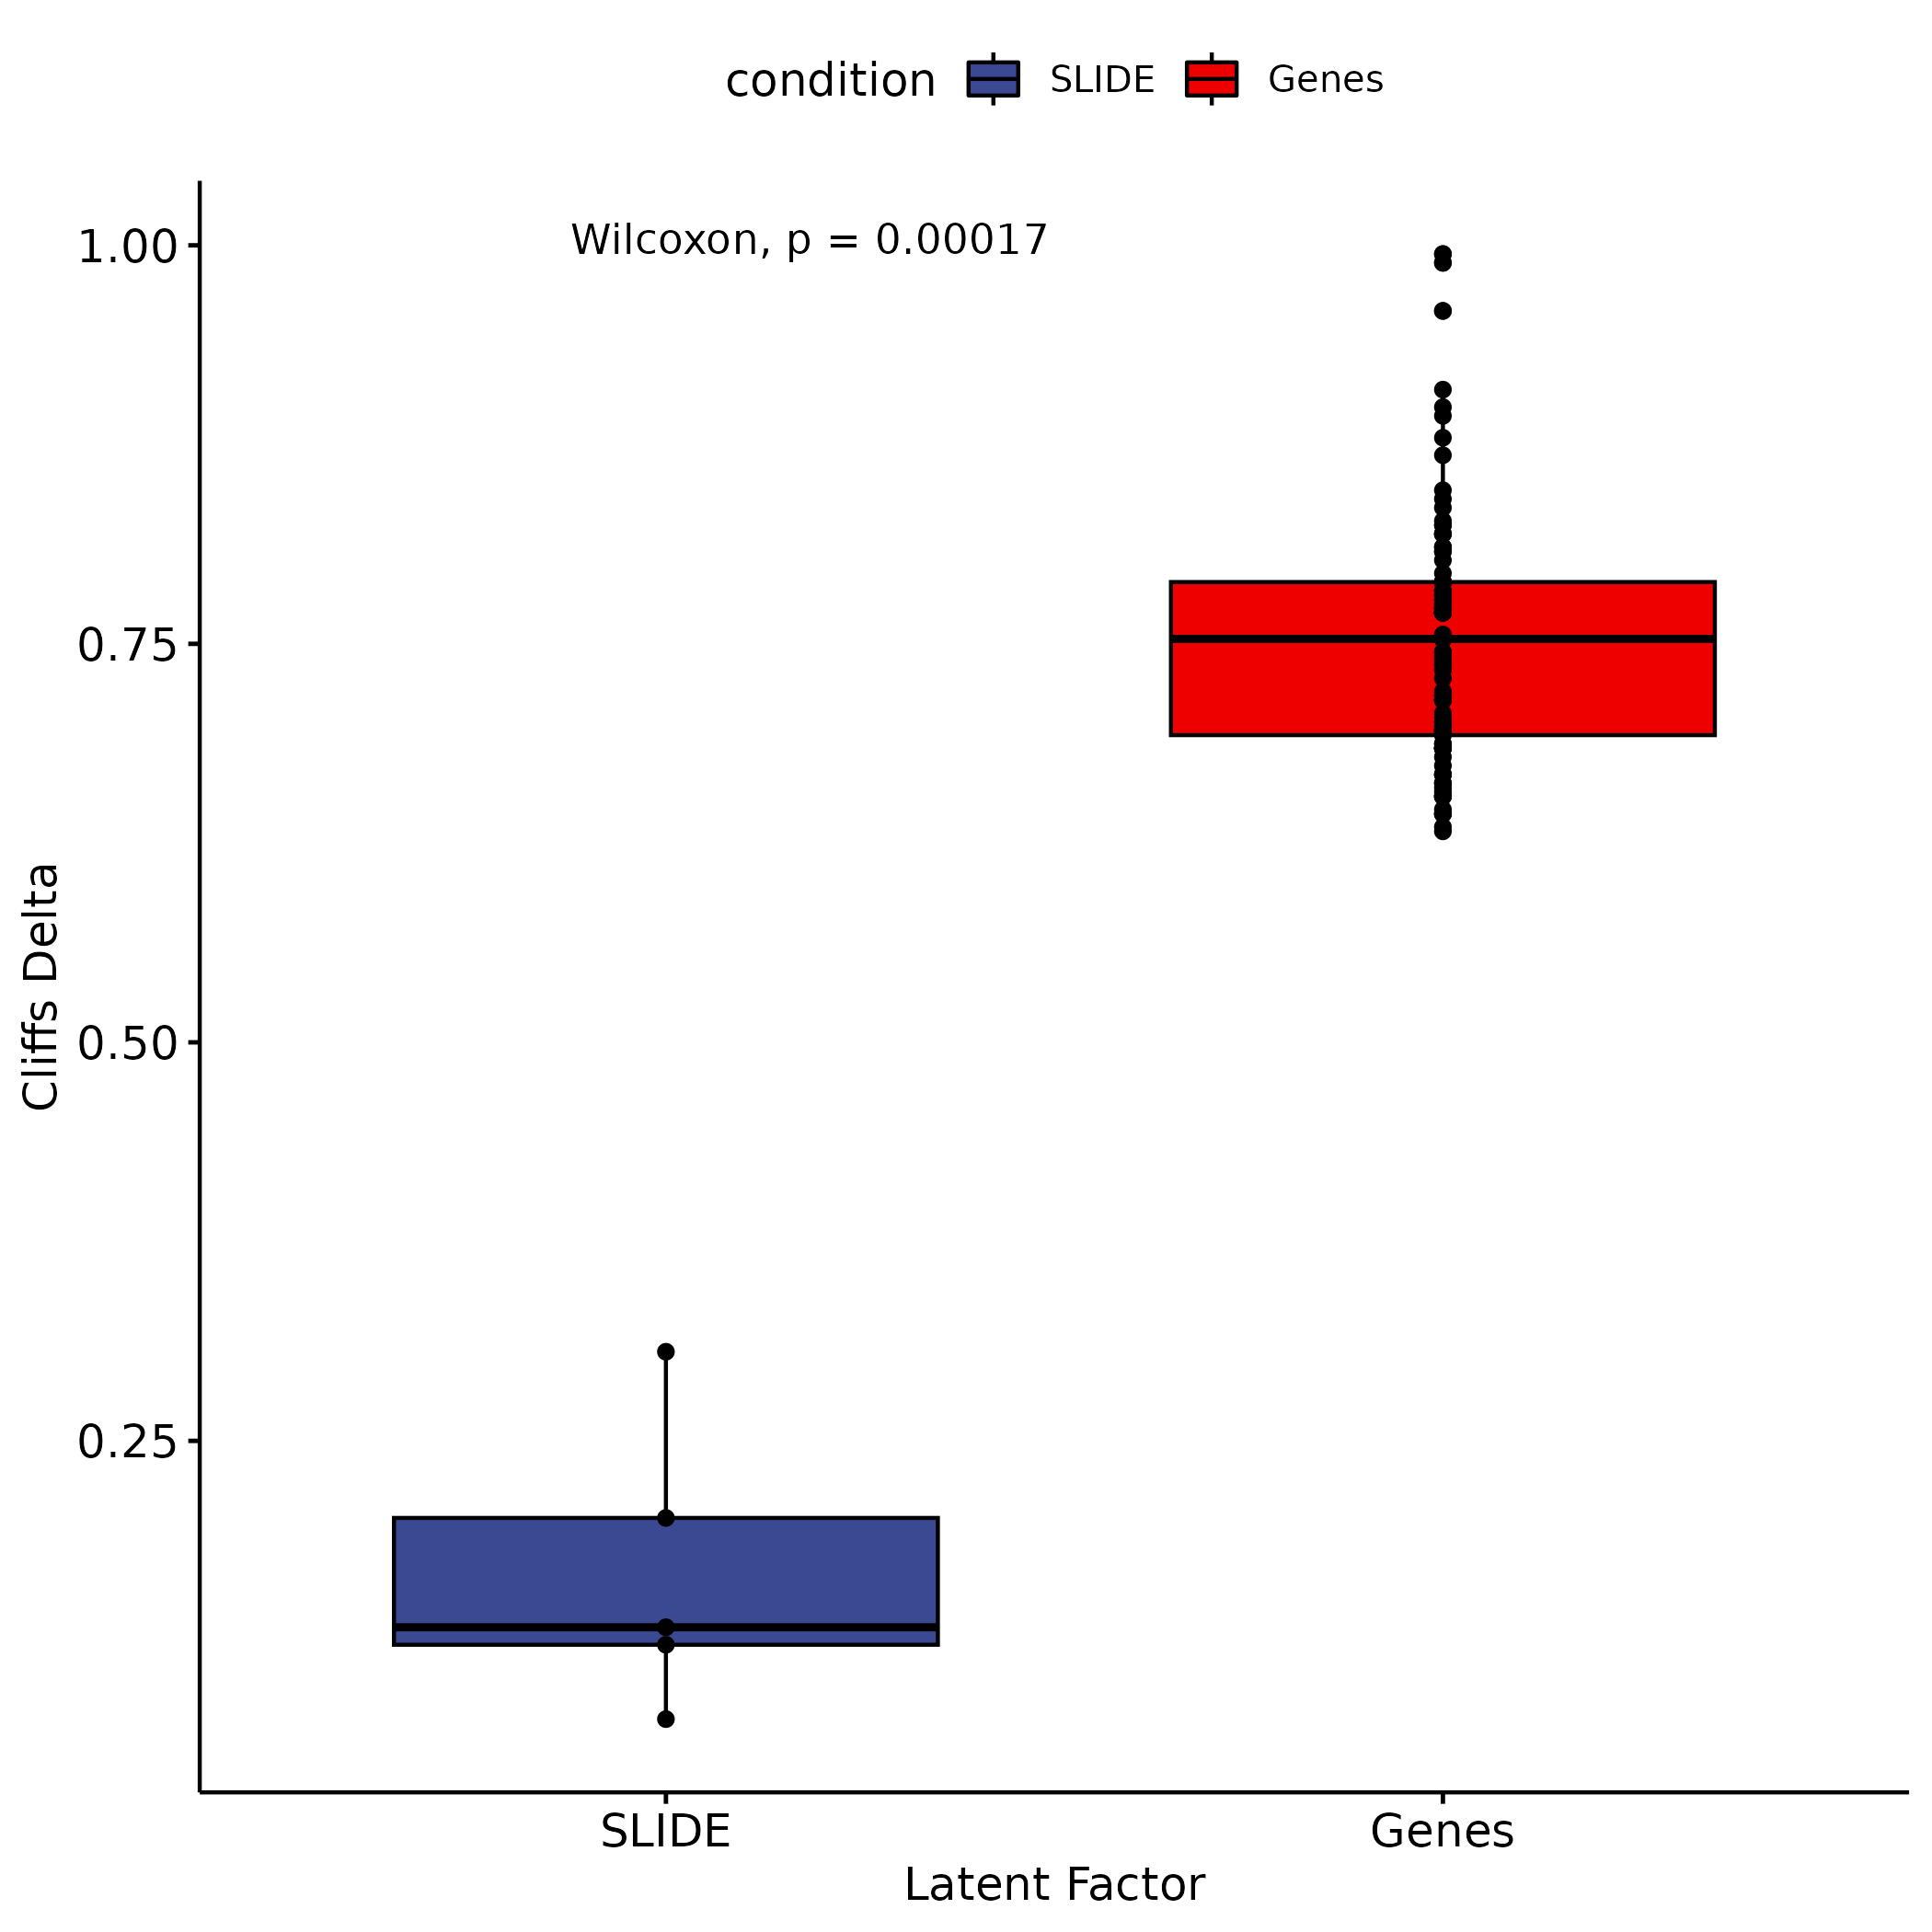 condition SLIDE Genes
Wilcoxon, p = 0.00017
1.00
0.75
0.50
0.25
Cliffs Delta
SLIDE Genes
Latent Factor